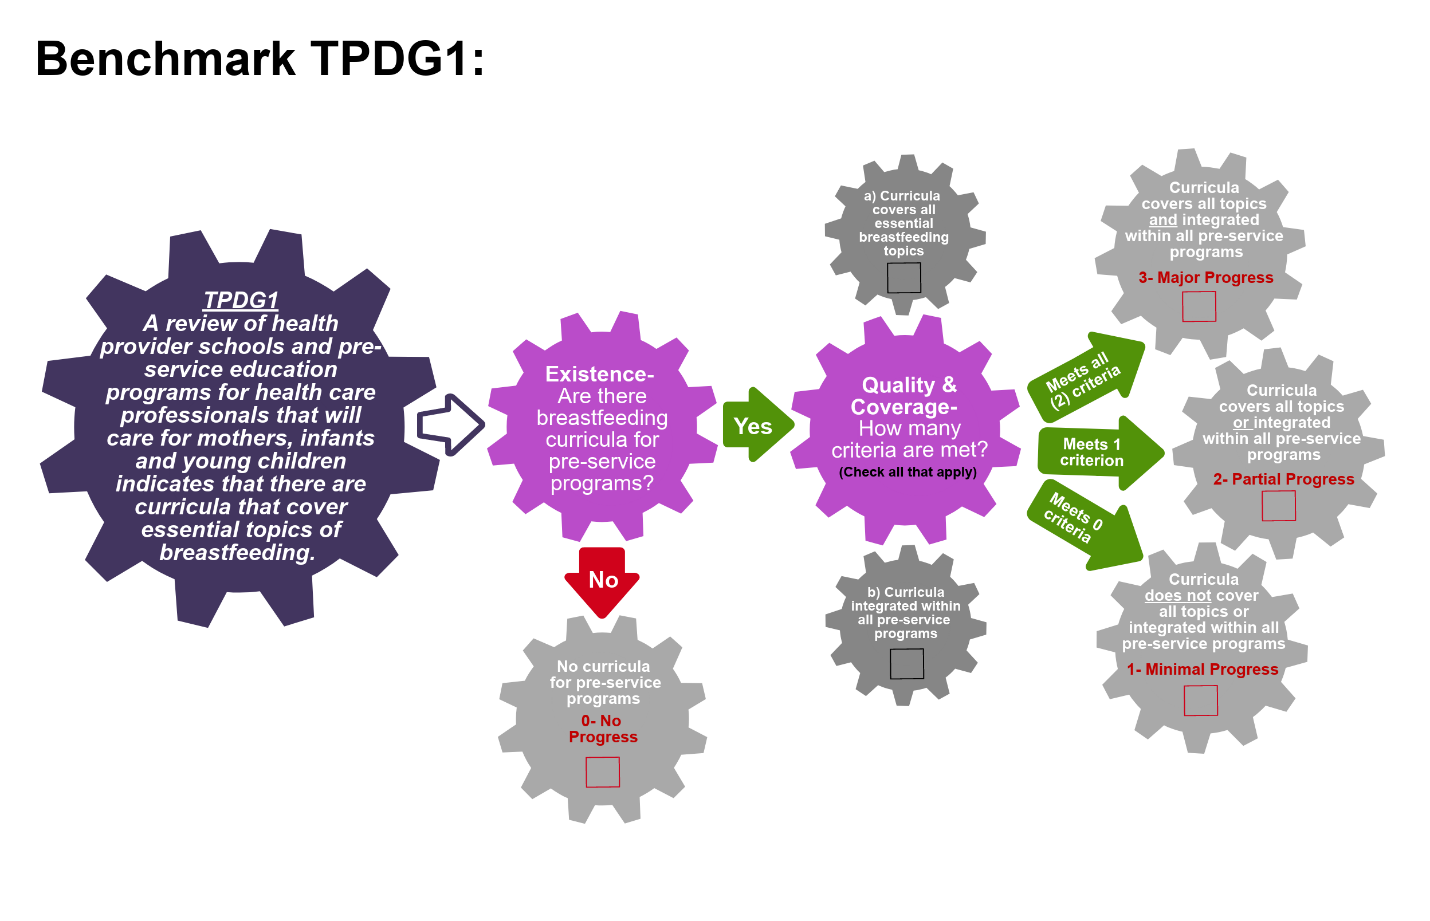 Benchmark TPDG1:
TPDG1
A review of health
provider schools and pre-
service education
programs for health care
professionals that will
care for mothers, infants
and young children
indicates that there are
curricula that cover
essential topics of
breastfeeding.
Existence-
Are there
breastfeeding
curricula for
pre-service
programs?
No
No curricula
for pre-service
programs
0- No
Progress
Yes
a) Curricula
covers all
essential
breastfeeding
topics
Quality &
Coverage-
How many
criteria are met?
(Check all that apply)
b) Curricula
integrated within
all pre-service
programs
Meets all
(2) criteria
Curricula
covers all topics
and integrated
within all pre-service
programs
3- Major Progress
Meets 1
criterion
Curricula
covers all topics
or integrated
within all pre-service
programs
2- Partial Progress
Meets 0
criteria
Curricula
does not cover
all topics or
integrated within all
pre-service programs
1- Minimal Progress